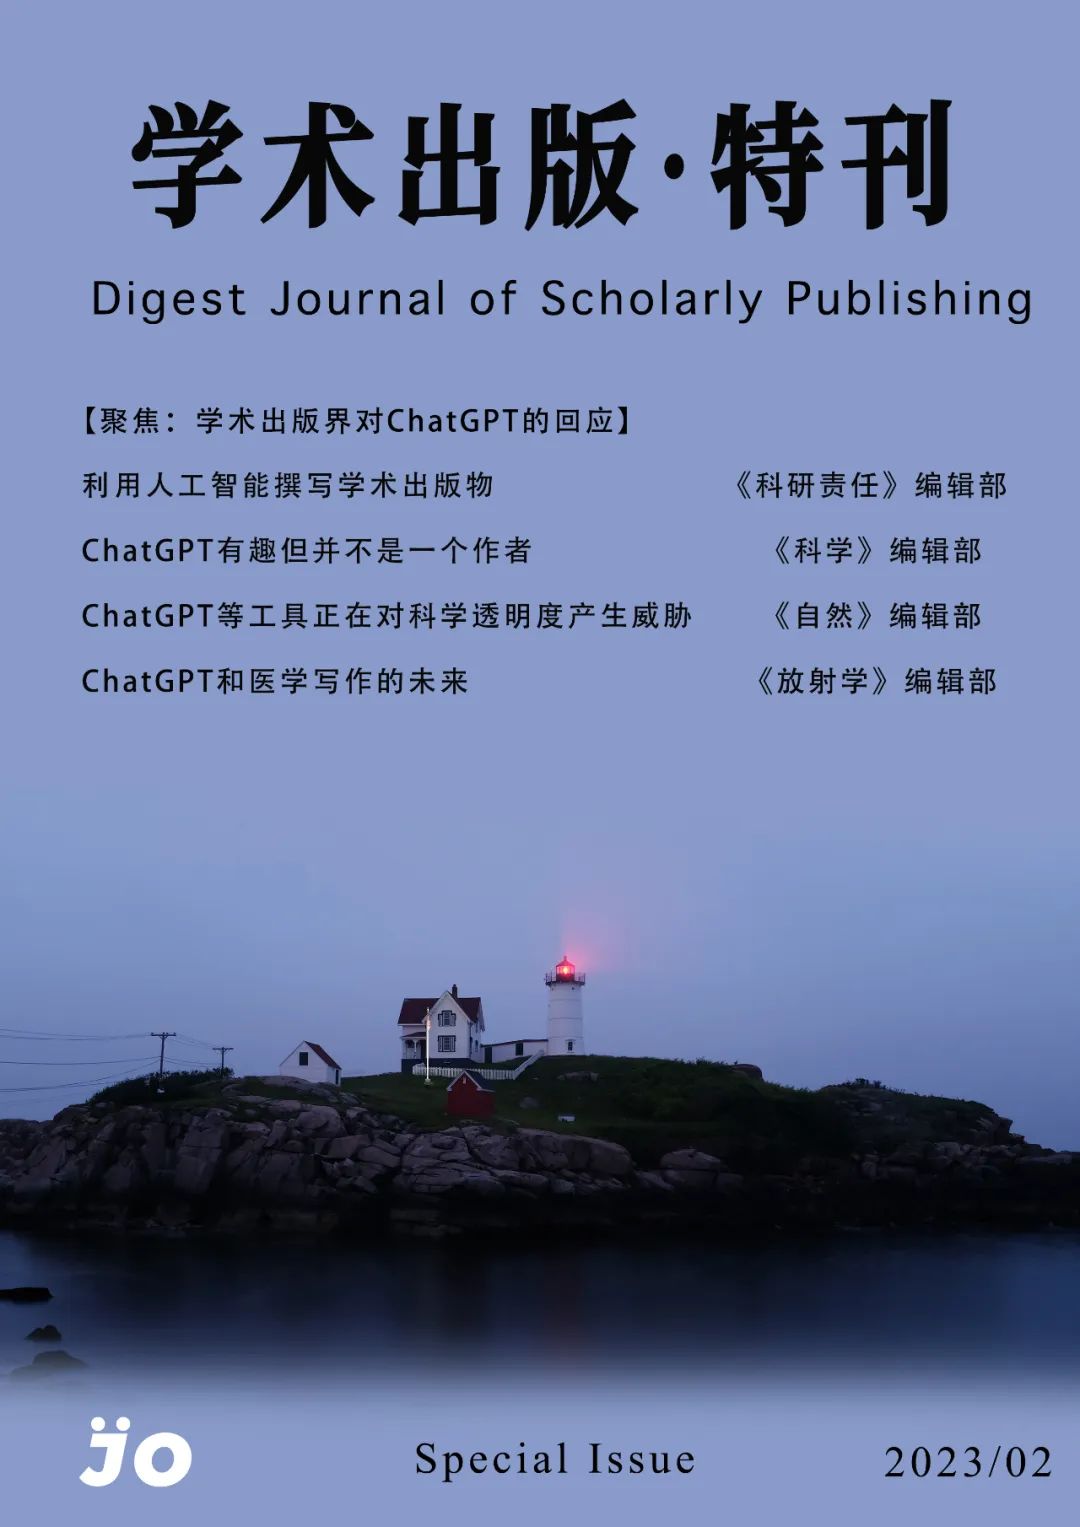 学术出版·特刊
Digest Journal of Scholarly Publishing
【聚焦：学术出版界对ChatGPT的回应】
利用人工智能撰写学术出版物 《科研责任》编辑部
ChatGPT有趣但并不是一个作者 《科学》编辑部
ChatGPT等工具正在对科学透明度产生威胁 《自然》编辑部
ChatGPT和医学写作的未来 《放射学》编辑部
jo Special Issue 2023/02